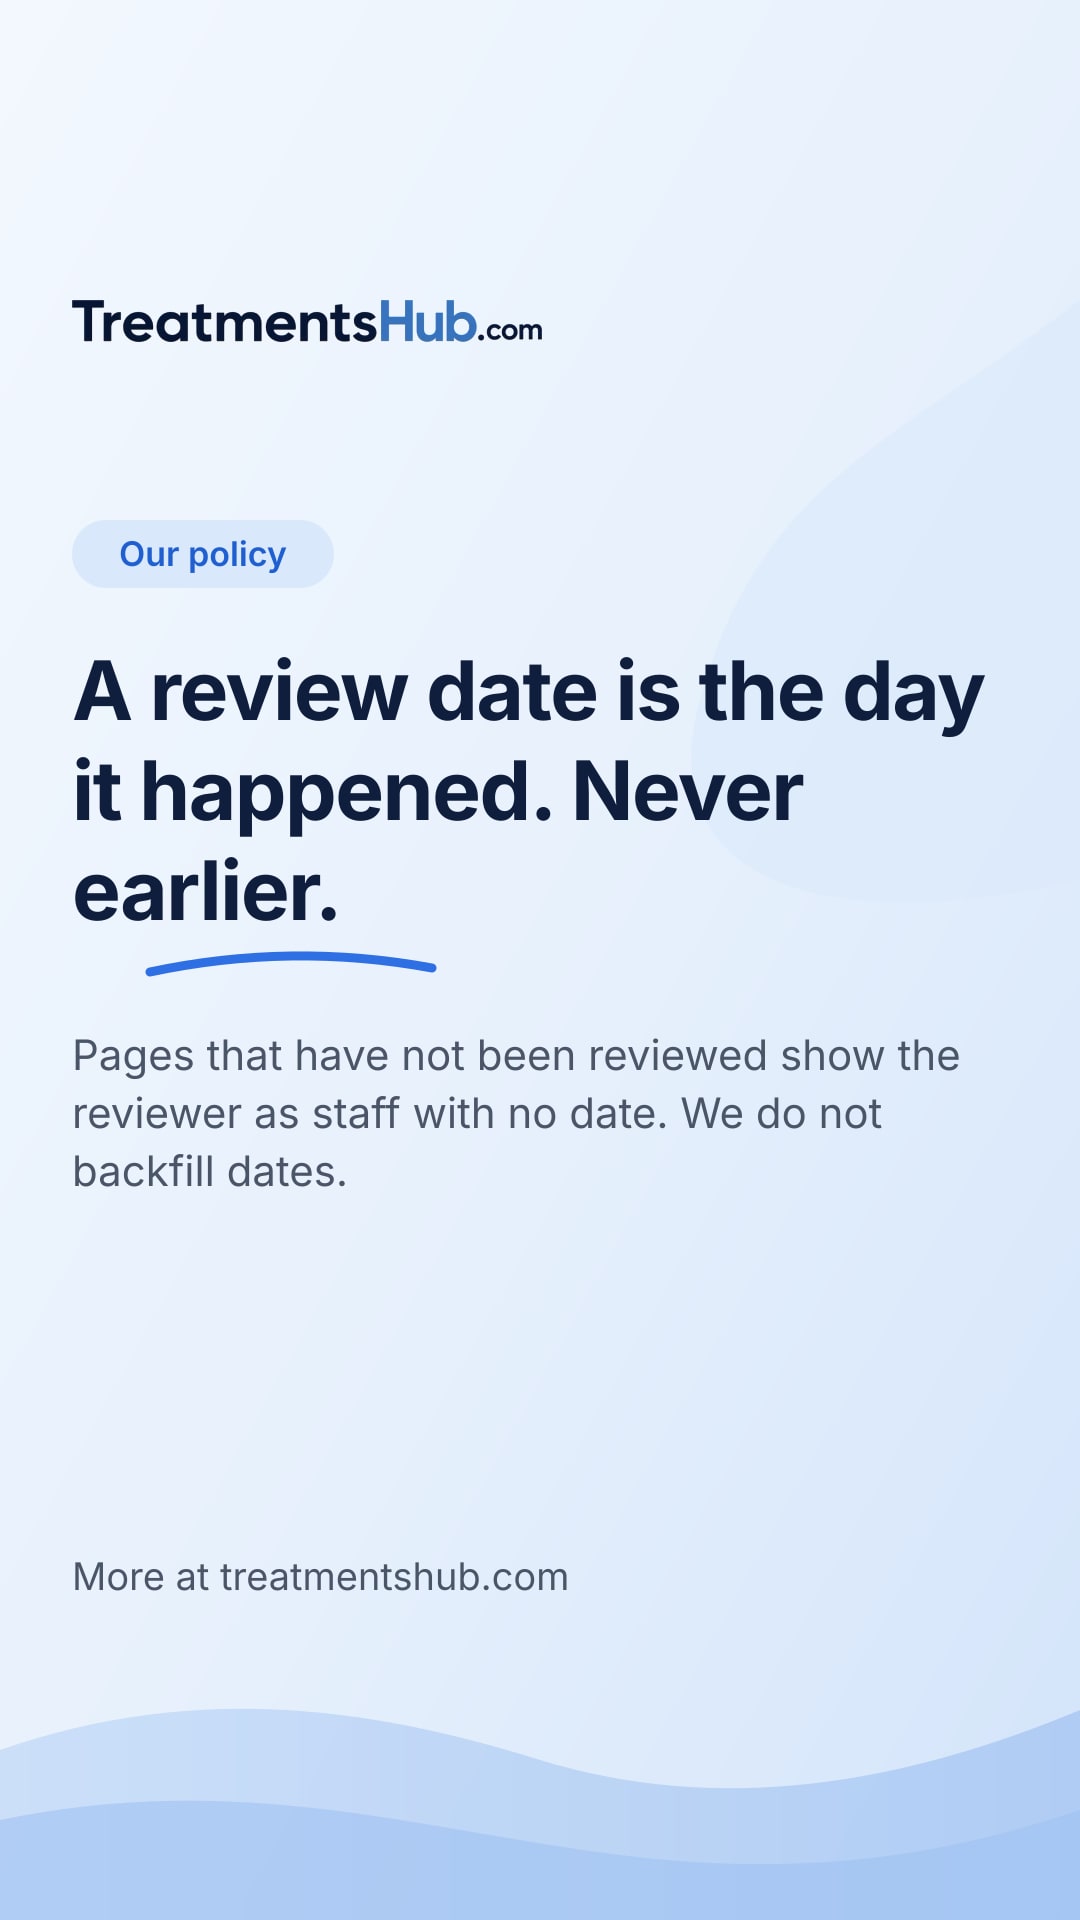 TreatmentsHub.com
Our policy
A review date is the day
it happened. Never
earlier.
Pages that have not been reviewed show the
reviewer as staff with no date. We do not
backfill dates.
More at treatmentshub.com